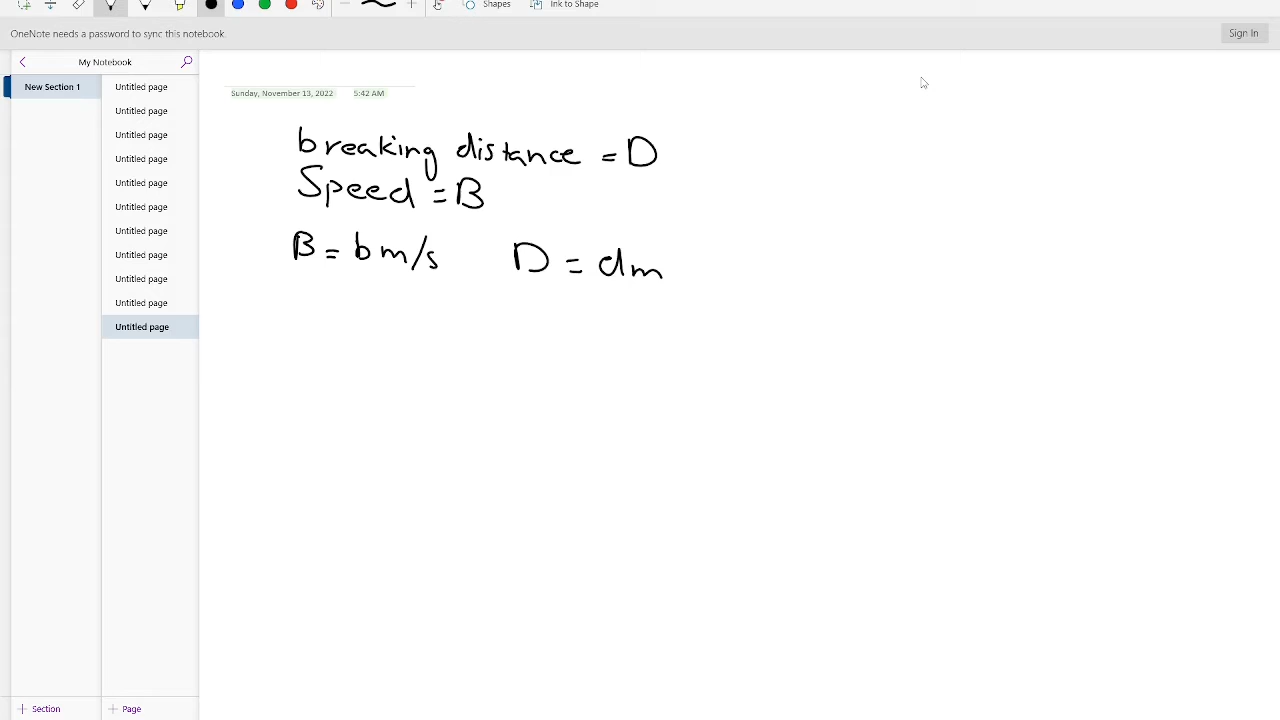 Shapes Ink to Shape
OneNote needs a password to sync this notebook. Sign In
My Notebook
New Section 1
Untitled page
Untitled page
Untitled page
Untitled page
Untitled page
Untitled page
Untitled page
Untitled page
Untitled page
Untitled page
Untitled page
Sunday, November 13, 2022 5:42 AM
breaking distance = D
Speed = B
B = b m/s D = dm
+ Section + Page